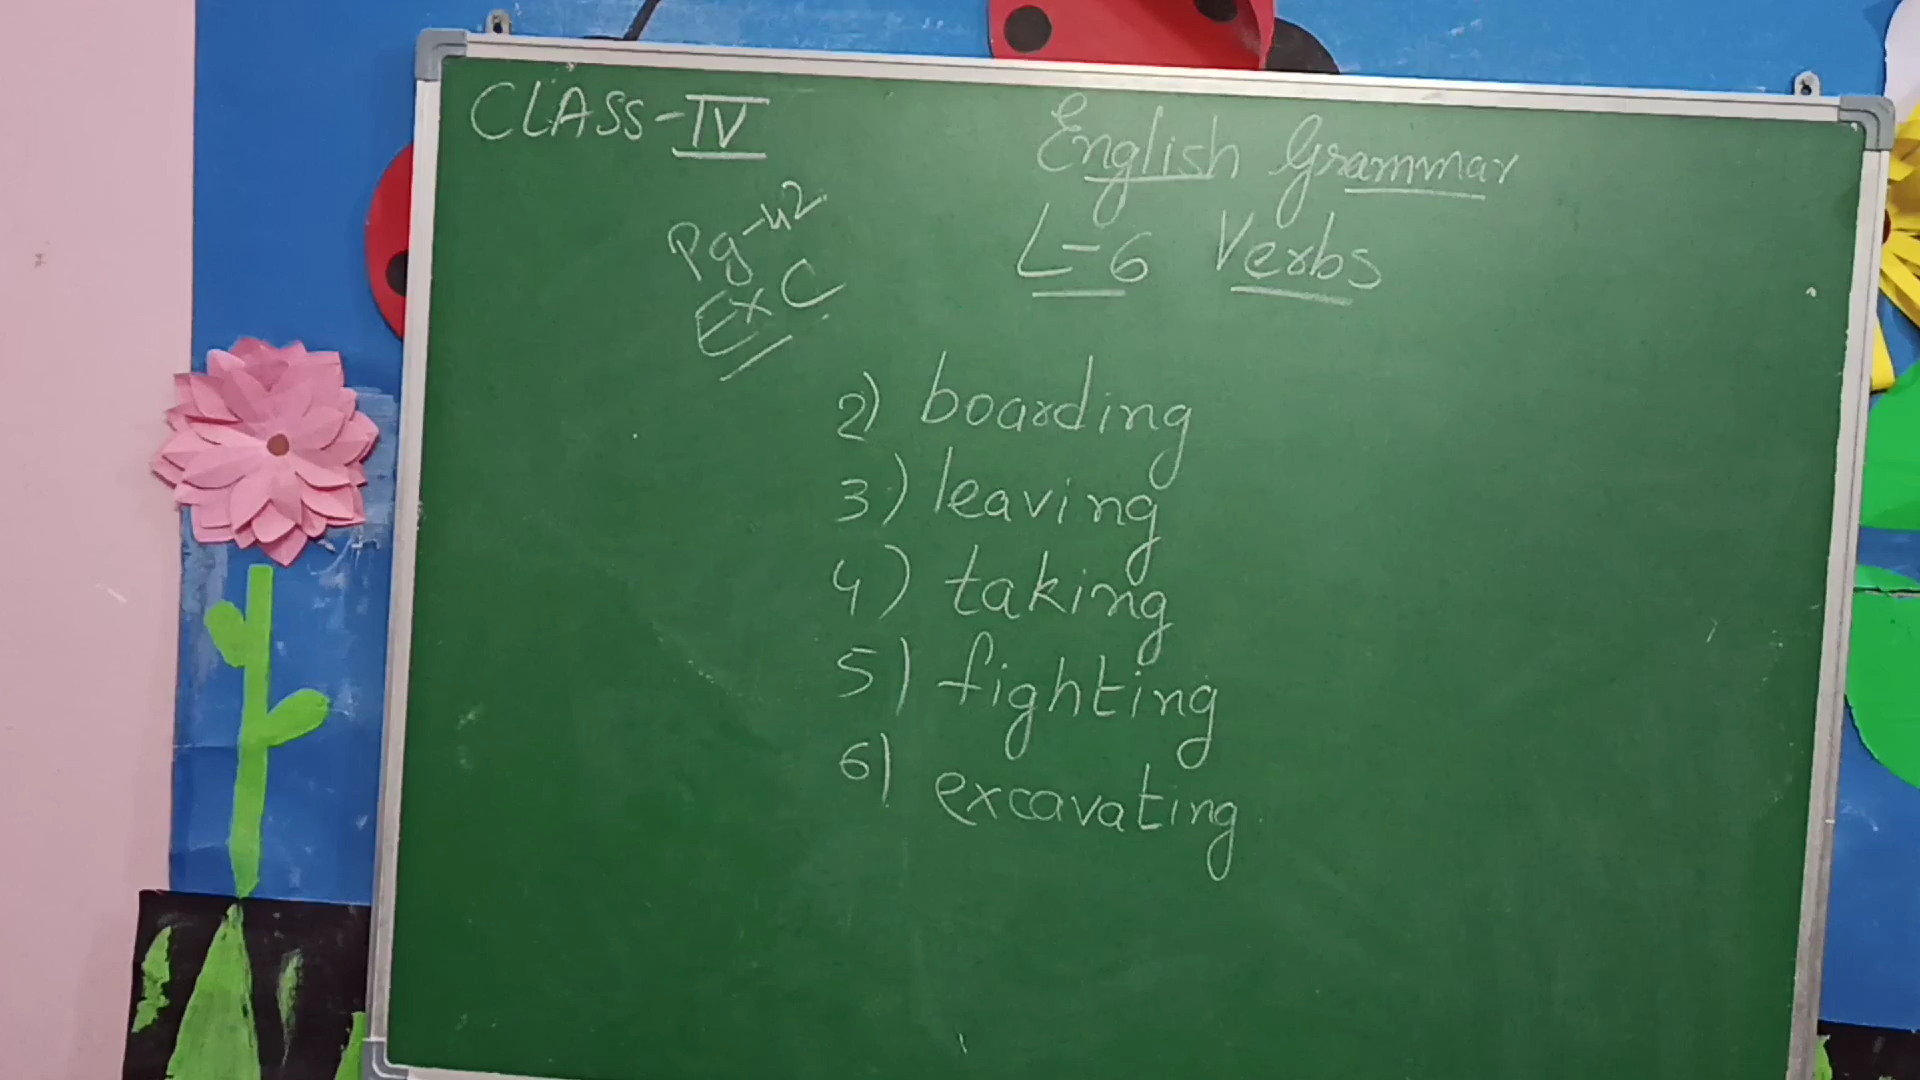 CLASS-IV
English Grammar
Pg-42
L-6 Verbs
Ex C
2) boarding
3) leaving
4) taking
5) fighting
6) excavating